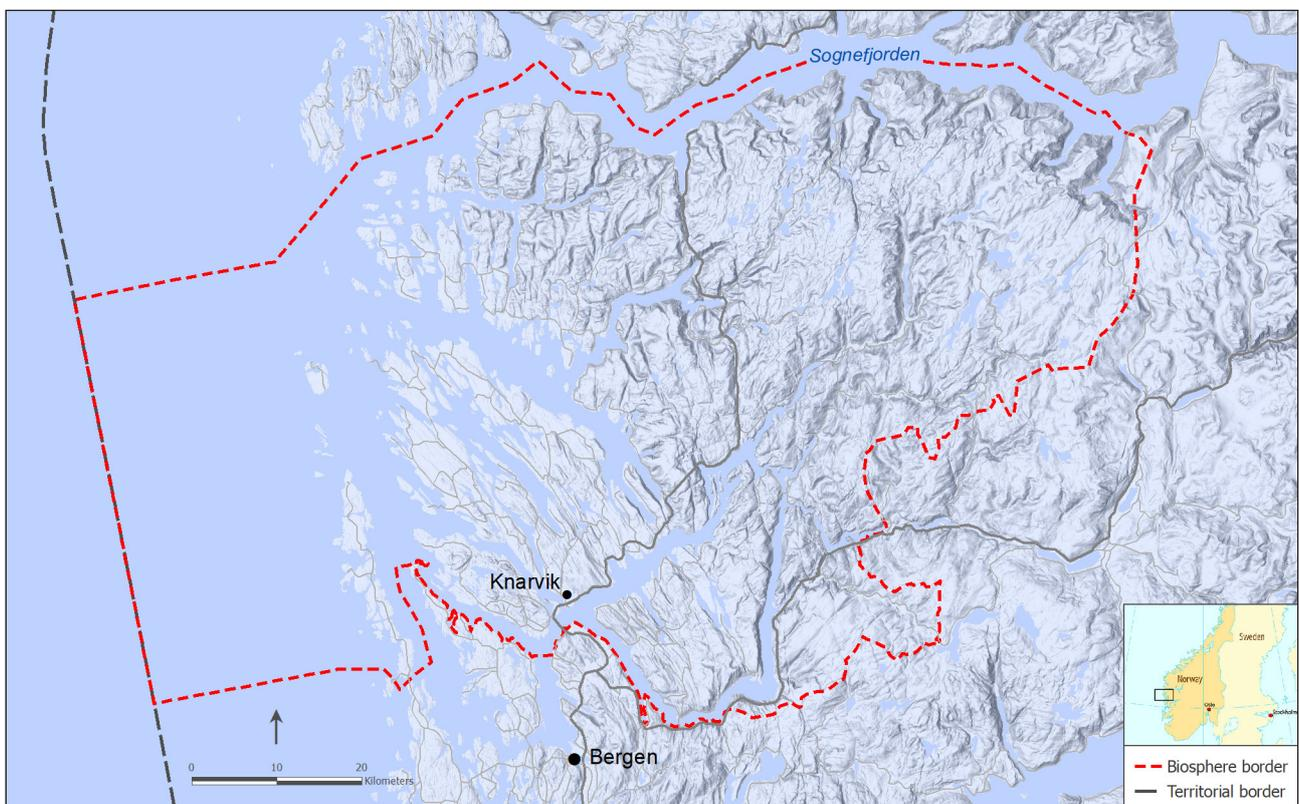 Sognefjorden
Knarvik
Bergen
0 10 20
Kilometers
Sweden
Norway
Oslo
Stockholm
Biosphere border
Territorial border